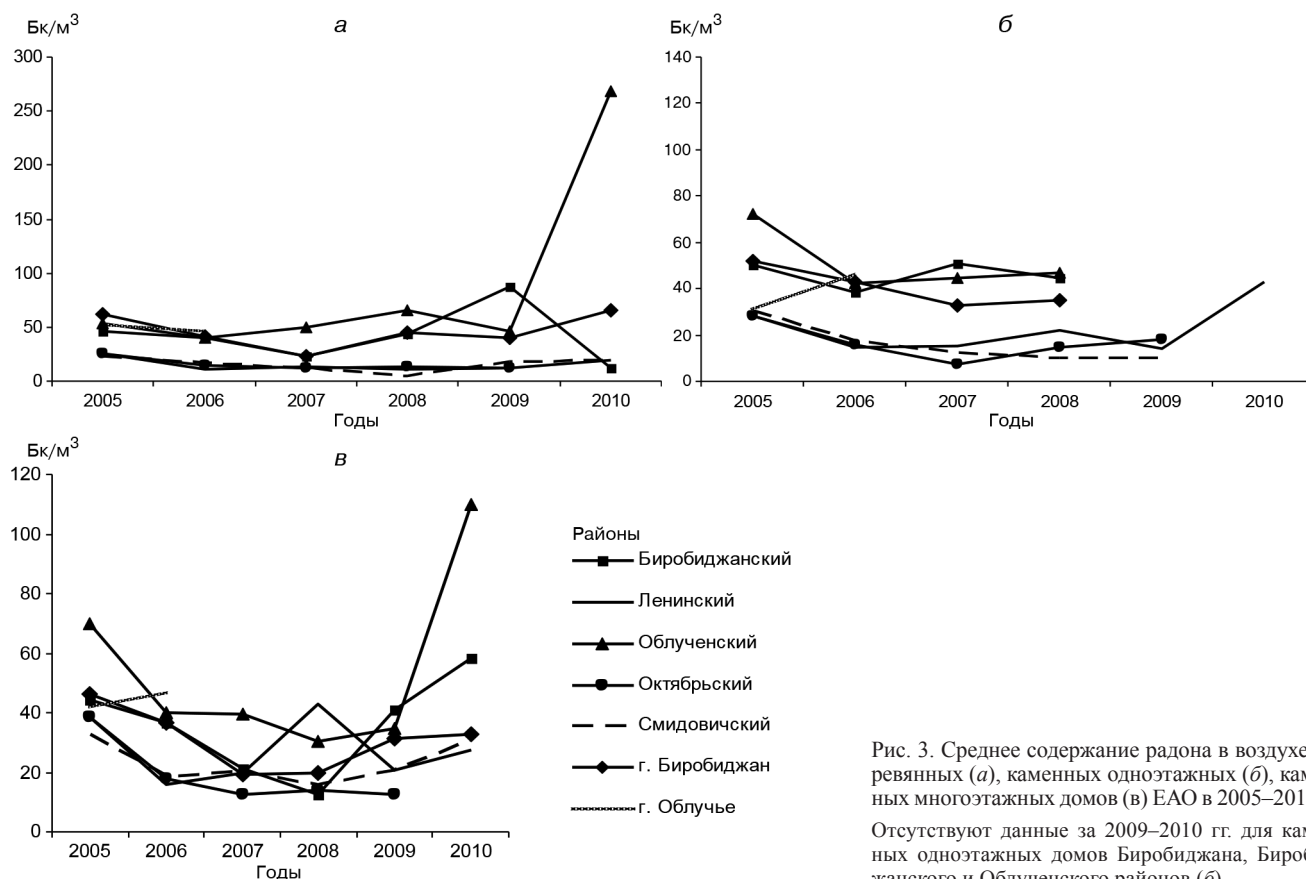 Бк/м³
а
300
250
200
150
100
50
0
2005 2006 2007 2008 2009 2010
Годы
Бк/м³
б
140
120
100
80
60
40
20
0
2005 2006 2007 2008 2009 2010
Годы
Бк/м³
в
120
100
80
60
40
20
0
2005 2006 2007 2008 2009 2010
Годы
Районы
Биробиджанский
Ленинский
Облученский
Октябрьский
Смидовичский
г. Биробиджан
г. Облучье
Рис. 3. Среднее содержание радона в воздухе
ревянных (а), каменных одноэтажных (б), кам
ных многоэтажных домов (в) ЕАО в 2005–201
Отсутствуют данные за 2009–2010 гг. для кам
ных одноэтажных домов Биробиджана, Бироб
жанского и Облученского районов (б)